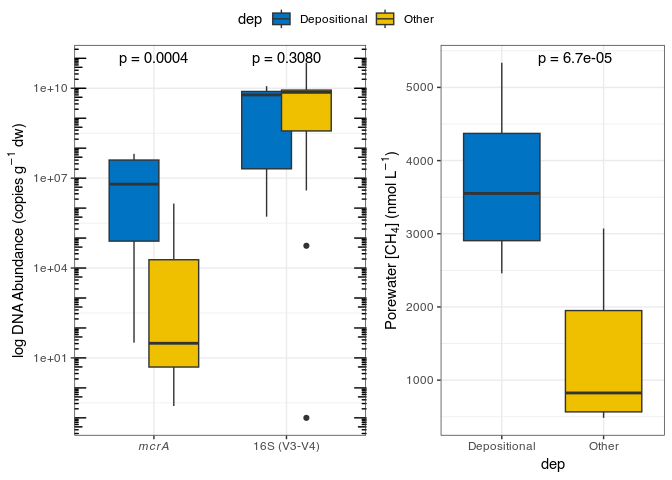 dep Depositional Other
p = 0.0004 p = 0.3080
log DNA Abundance (copies g⁻¹ dw)
1e+10
1e+07
1e+04
1e+01
mcrA 16S (V3-V4)
p = 6.7e-05
Porewater [CH₄] (nmol L⁻¹)
5000
4000
3000
2000
1000
Depositional Other
dep